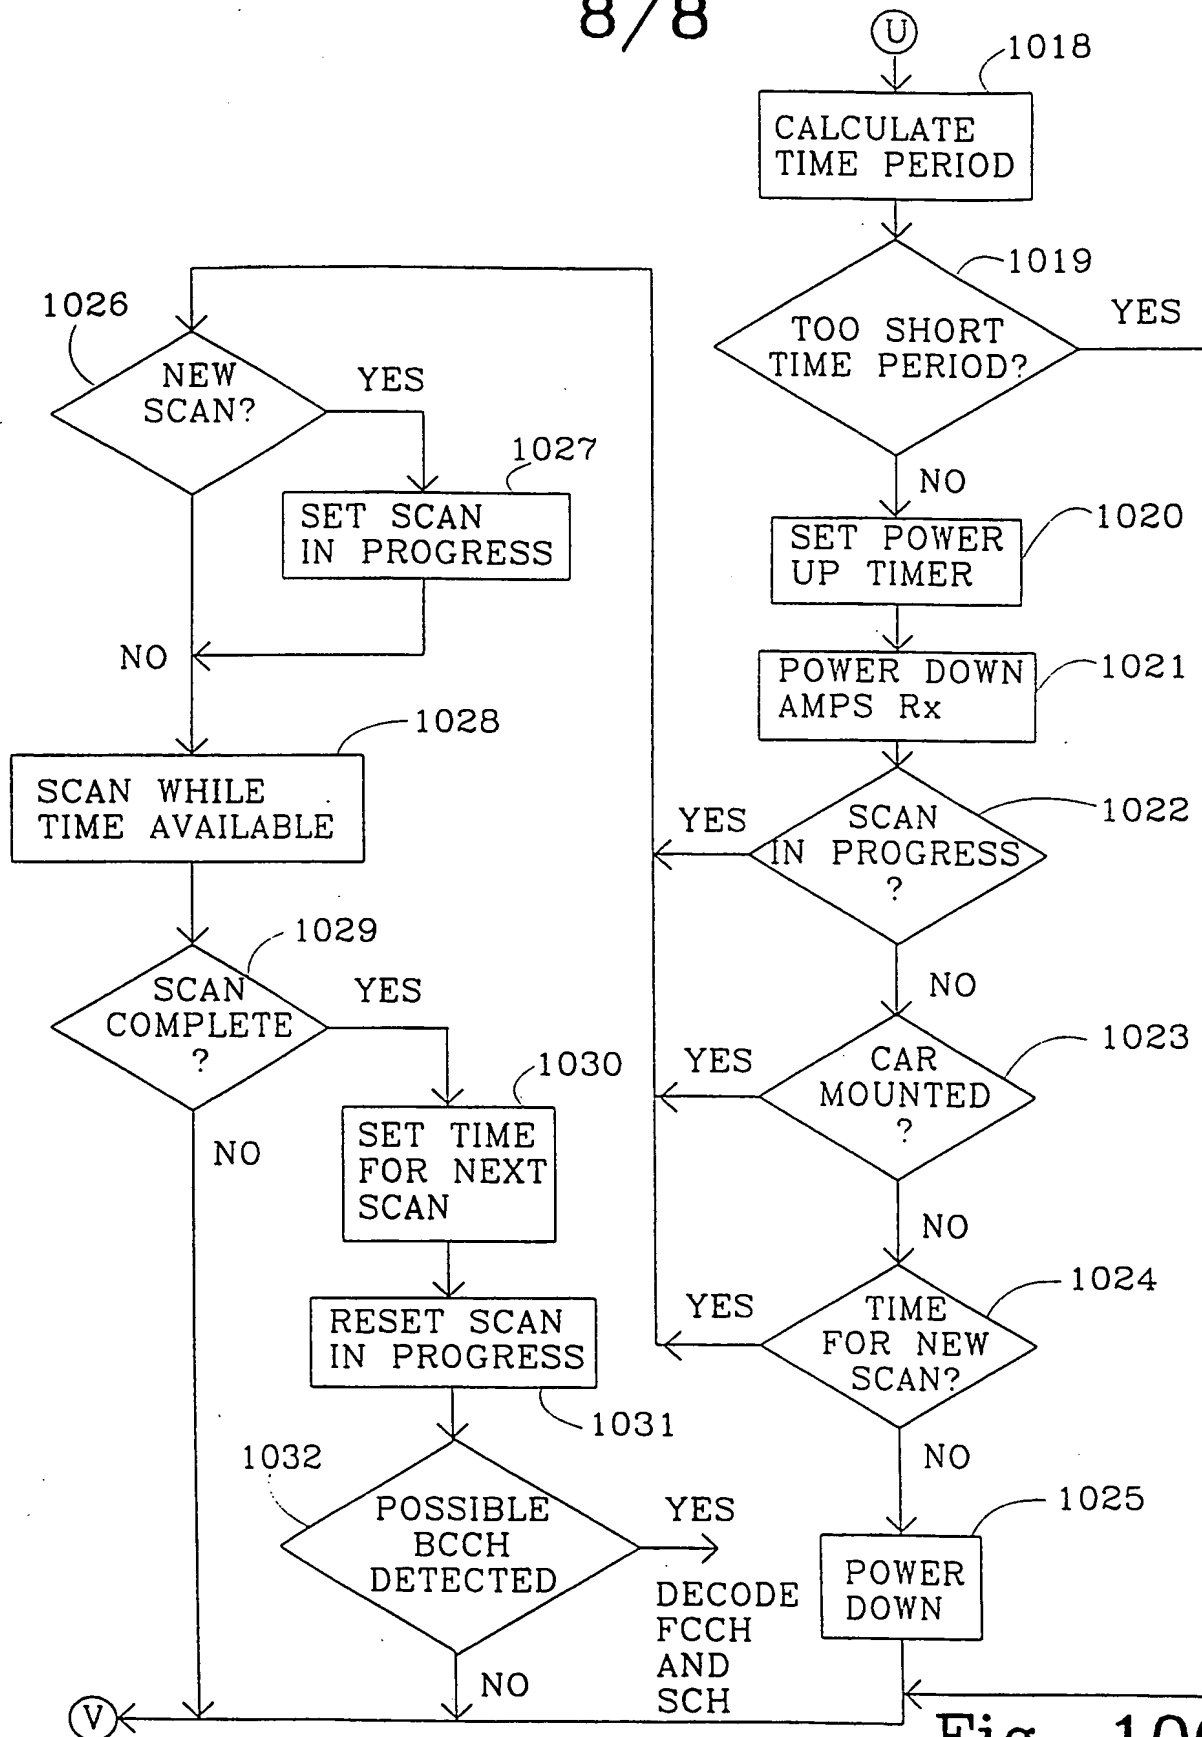 8/8
U
1018
CALCULATE
TIME PERIOD
1019
TOO SHORT
TIME PERIOD?
YES
NO
1020
SET POWER
UP TIMER
1021
POWER DOWN
AMPS Rx
1022
SCAN
IN PROGRESS
?
YES
NO
1023
CAR
MOUNTED
?
YES
NO
1024
TIME
FOR NEW
SCAN?
YES
NO
1025
POWER
DOWN
1026
NEW
SCAN?
YES
1027
SET SCAN
IN PROGRESS
NO
1028
SCAN WHILE
TIME AVAILABLE
1029
SCAN
COMPLETE
?
YES
NO
1030
SET TIME
FOR NEXT
SCAN
RESET SCAN
IN PROGRESS
1031
1032
POSSIBLE
BCCH
DETECTED
YES
DECODE
FCCH
AND
SCH
NO
V
Fig. 10